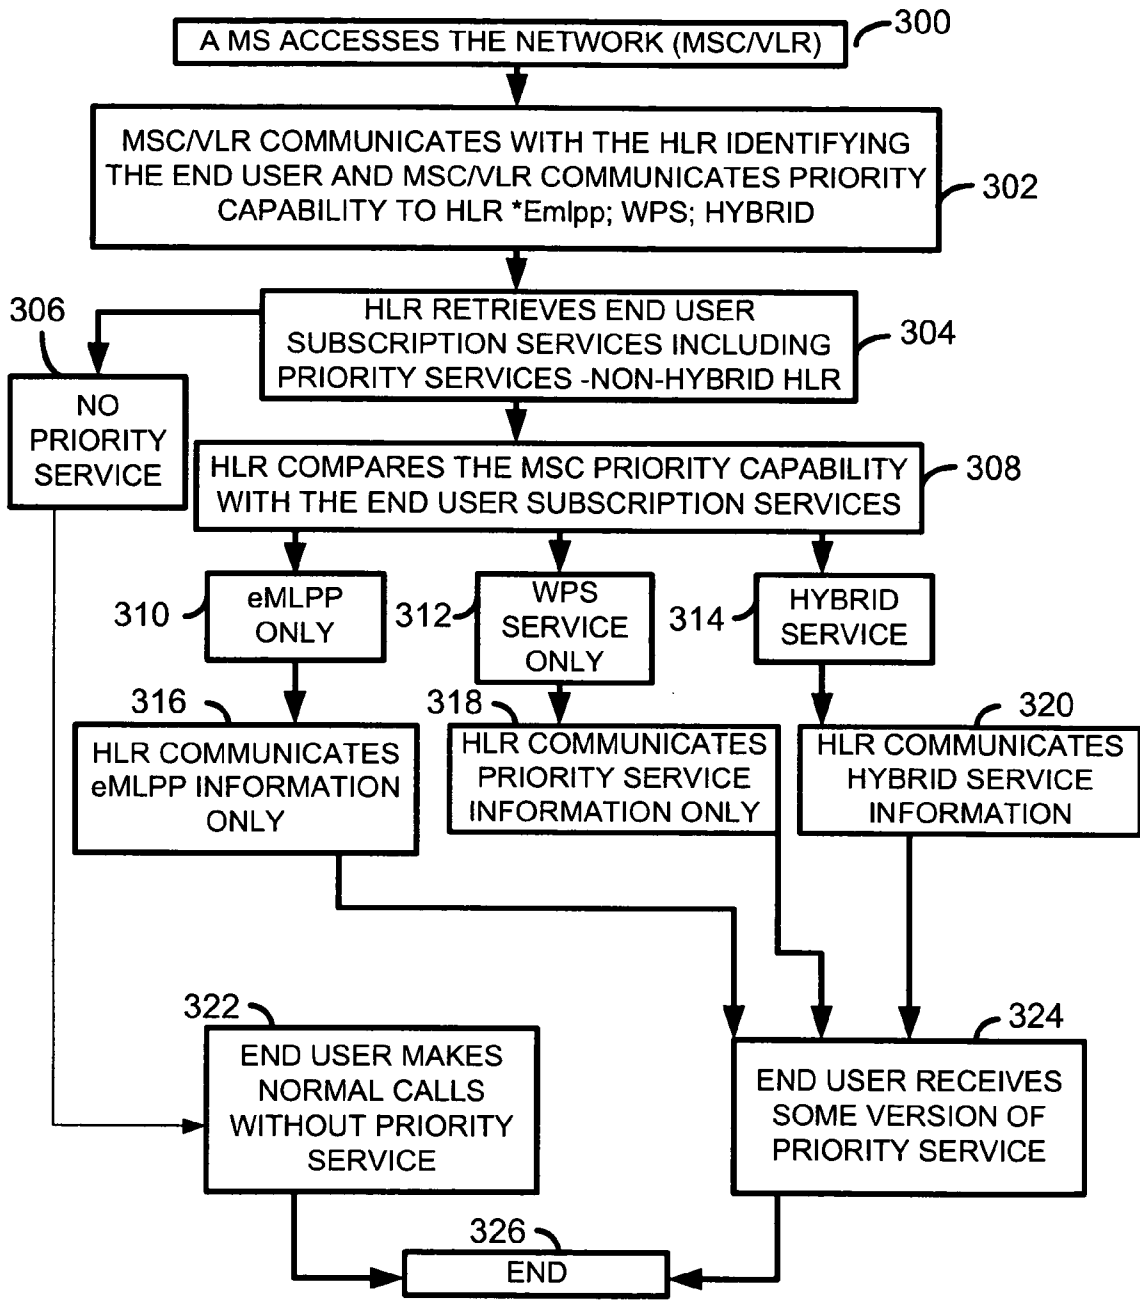 A MS ACCESSES THE NETWORK (MSC/VLR)
300
MSC/VLR COMMUNICATES WITH THE HLR IDENTIFYING
THE END USER AND MSC/VLR COMMUNICATES PRIORITY
CAPABILITY TO HLR *Emlpp; WPS; HYBRID
302
306
HLR RETRIEVES END USER
SUBSCRIPTION SERVICES INCLUDING
PRIORITY SERVICES -NON-HYBRID HLR
304
NO
PRIORITY
SERVICE
HLR COMPARES THE MSC PRIORITY CAPABILITY
WITH THE END USER SUBSCRIPTION SERVICES
308
310
eMLPP
ONLY
312
WPS
SERVICE
ONLY
314
HYBRID
SERVICE
316
HLR COMMUNICATES
eMLPP INFORMATION
ONLY
318
HLR COMMUNICATES
PRIORITY SERVICE
INFORMATION ONLY
320
HLR COMMUNICATES
HYBRID SERVICE
INFORMATION
322
END USER MAKES
NORMAL CALLS
WITHOUT PRIORITY
SERVICE
324
END USER RECEIVES
SOME VERSION OF
PRIORITY SERVICE
326
END